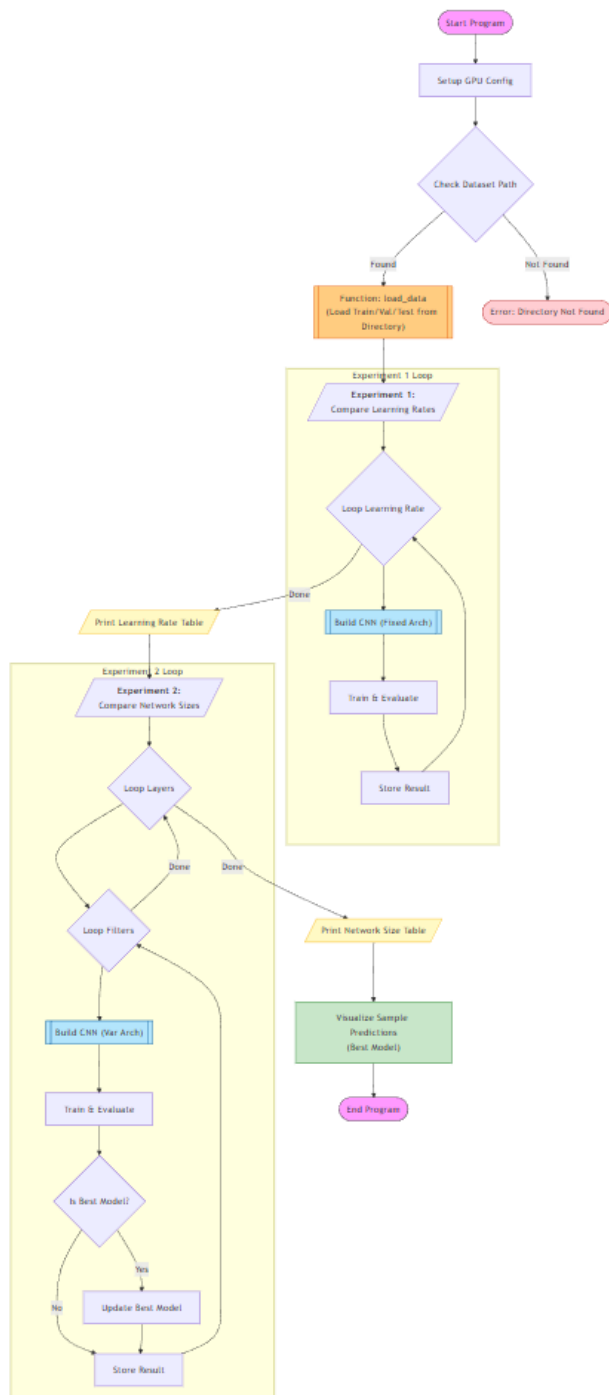 Start Program
Setup GPU Config
Check Dataset Path
Found
Not Found
Function: load_data
(Load Train/Val/Test from
Directory)
Error: Directory Not Found
Experiment 1 Loop
Experiment 1:
Compare Learning Rates
Loop Learning Rate
Done
Print Learning Rate Table
Build CNN (Fixed Arch)
Train & Evaluate
Store Result
Experiment 2 Loop
Experiment 2:
Compare Network Sizes
Loop Layers
Done
Done
Loop Filters
Print Network Size Table
Build CNN (Var Arch)
Visualize Sample
Predictions
(Best Model)
Train & Evaluate
End Program
Is Best Model?
Yes
No
Update Best Model
Store Result